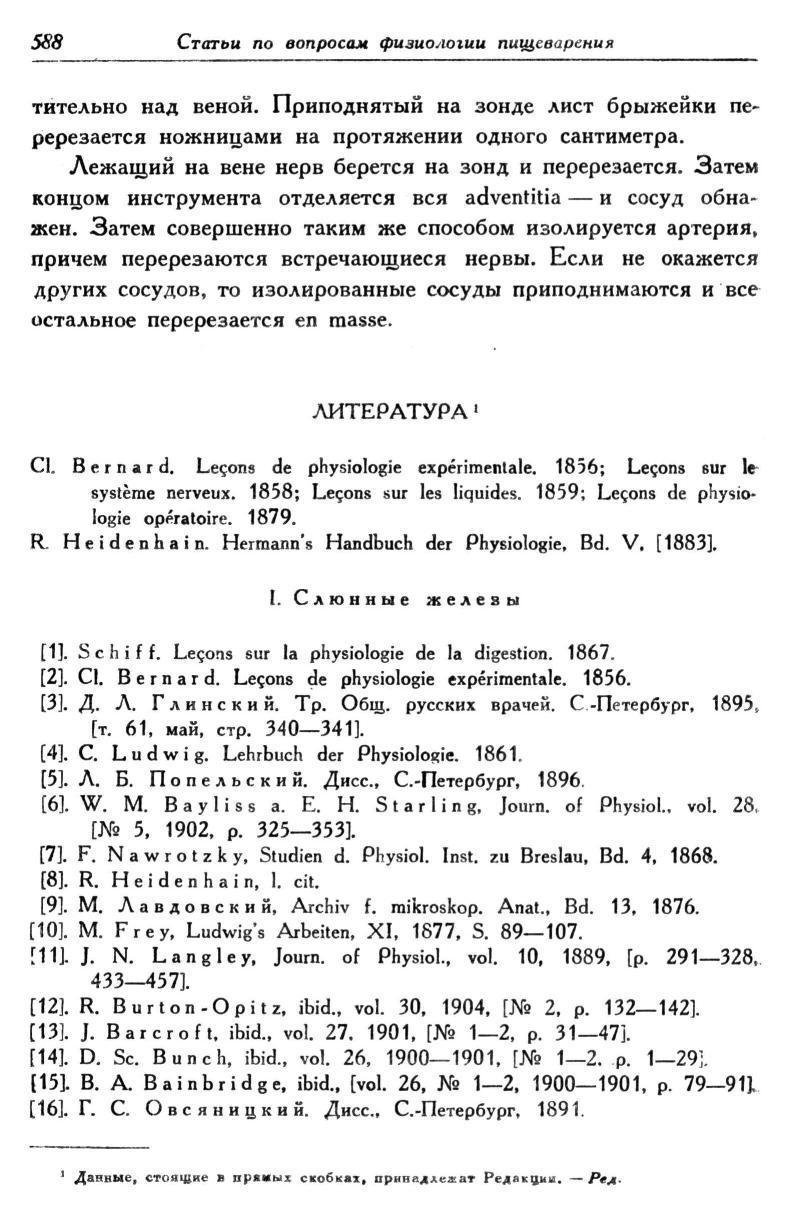 588 Статьи по вопросам физиологии пищеварения
тительно над веной. Приподнятый на зонде лист брыжейки пе-
ререзается ножницами на протяжении одного сантиметра.
Лежащий на вене нерв берется на зонд и перерезается. Затем
концом инструмента отделяется вся adventitia — и сосуд обна-
жен. Затем совершенно таким же способом изолируется артерия,
причем перерезаются встречающиеся нервы. Если не окажется
других сосудов, то изолированные сосуды приподнимаются и все
остальное перерезается en masse.
ЛИТЕРАТУРА ¹
Cl. Bernard. Leçons de physiologie expérimentale. 1856; Leçons sur le
système nerveux. 1858; Leçons sur les liquides. 1859; Leçons de physio-
logie opératoire. 1879.
R. Heidenhain. Hermann's Handbuch der Physiologie, Bd. V, [1883].
I. Слюнные железы
[1]. Schiff. Leçons sur la physiologie de la digestion. 1867.
[2]. Cl. Bernard. Leçons de physiologie expérimentale. 1856.
[3]. Д. Л. Глинский. Тр. Общ. русских врачей. С.-Петербург, 1895,
[т. 61, май, стр. 340—341].
[4]. C. Ludwig. Lehrbuch der Physiologie. 1861.
[5]. Л. Б. Попельский. Дисс., С.-Петербург, 1896.
[6]. W. M. Bayliss a. E. H. Starling, Journ. of Physiol., vol. 28,
[№ 5, 1902, p. 325—353].
[7]. F. Nawrotzky, Studien d. Physiol. Inst. zu Breslau, Bd. 4, 1868.
[8]. R. Heidenhain, l. cit.
[9]. М. Лавдовский, Archiv f. mikroskop. Anat., Bd. 13, 1876.
[10]. M. Frey, Ludwig's Arbeiten, XI, 1877, S. 89—107.
[11]. J. N. Langley, Journ. of Physiol., vol. 10, 1889, [p. 291—328,
433—457].
[12]. R. Burton-Opitz, ibid., vol. 30, 1904, [№ 2, p. 132—142].
[13]. J. Barcroft, ibid., vol. 27. 1901, [№ 1—2, p. 31—47].
[14]. D. Sc. Bunch, ibid., vol. 26, 1900—1901, [№ 1—2. p. 1—29].
[15]. B. A. Bainbridge, ibid., [vol. 26, № 1—2, 1900—1901, p. 79—91].
[16]. Г. С. Овсяницкий. Дисс., С.-Петербург, 1891.
¹ Данные, стоящие в прямых скобках, принадлежат Редакции. — Ред.